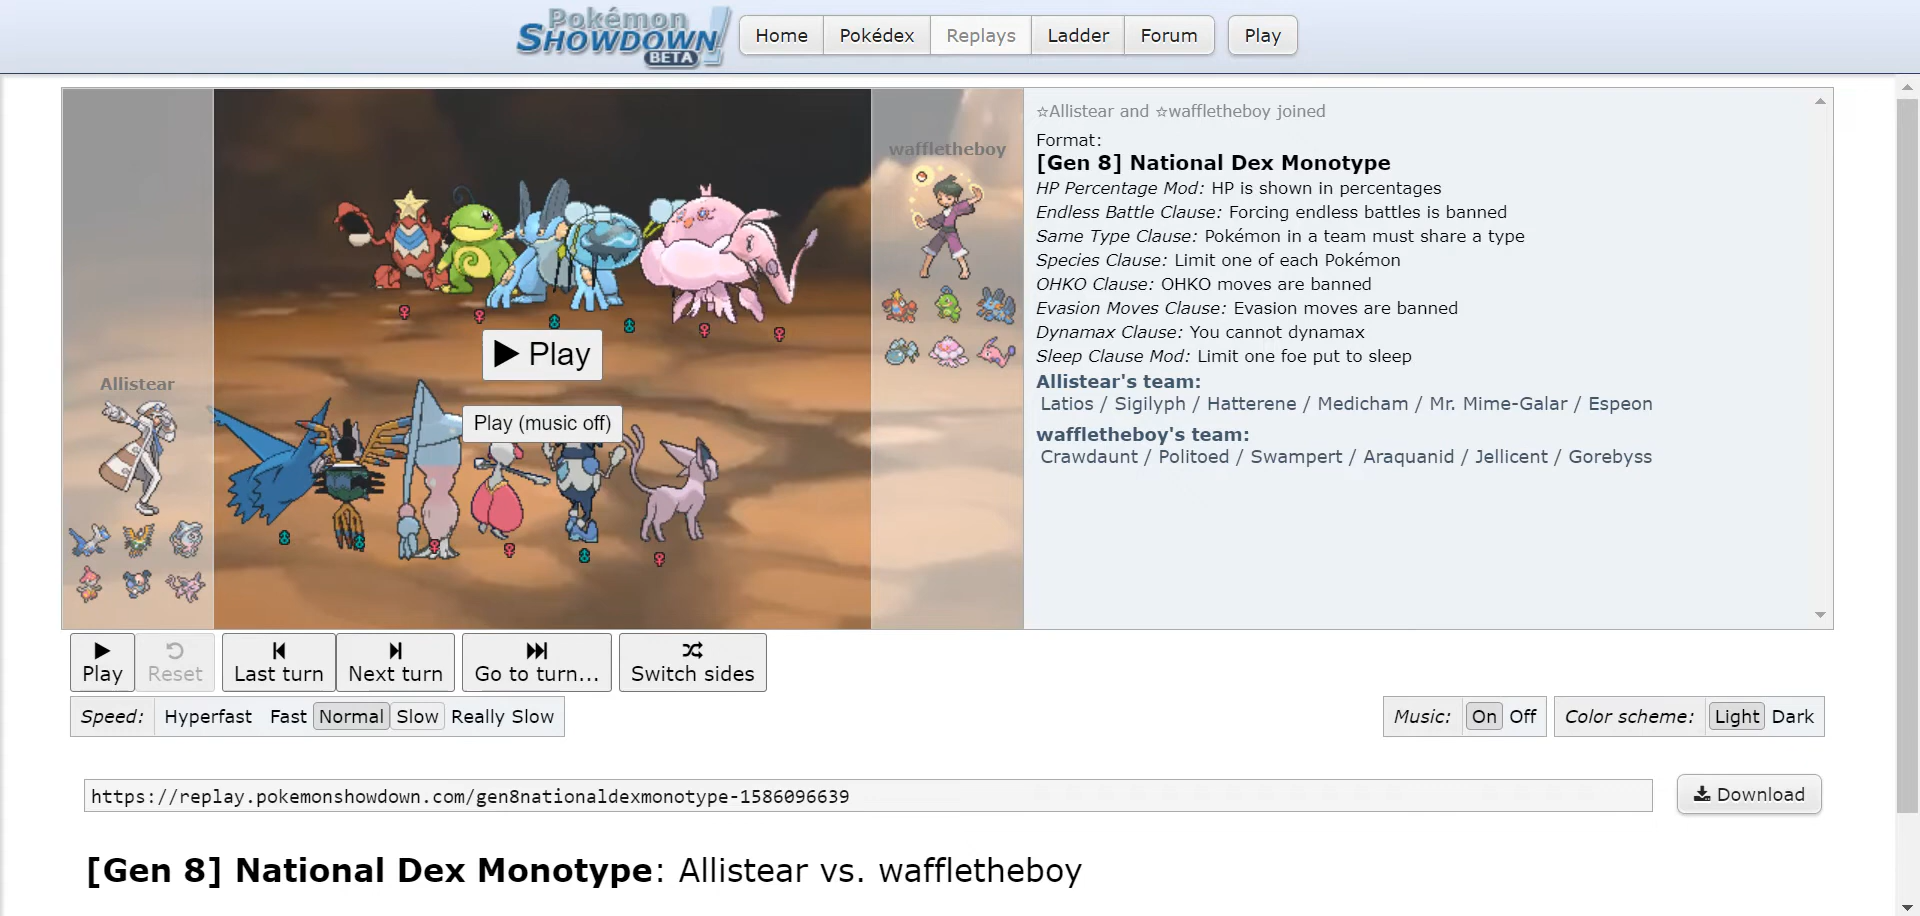 Pokémon
SHOWDOWN!
BETA
Home
Pokédex
Replays
Ladder
Forum
Play
Allistear
waffletheboy
Play
Play (music off)
☆Allistear and ☆waffletheboy joined
Format:
[Gen 8] National Dex Monotype
HP Percentage Mod: HP is shown in percentages
Endless Battle Clause: Forcing endless battles is banned
Same Type Clause: Pokémon in a team must share a type
Species Clause: Limit one of each Pokémon
OHKO Clause: OHKO moves are banned
Evasion Moves Clause: Evasion moves are banned
Dynamax Clause: You cannot dynamax
Sleep Clause Mod: Limit one foe put to sleep
Allistear's team:
Latios / Sigilyph / Hatterene / Medicham / Mr. Mime-Galar / Espeon
waffletheboy's team:
Crawdaunt / Politoed / Swampert / Araquanid / Jellicent / Gorebyss
Play
Reset
Last turn
Next turn
Go to turn...
Switch sides
Speed: Hyperfast Fast Normal Slow Really Slow
Music: On Off
Color scheme: Light Dark
https://replay.pokemonshowdown.com/gen8nationaldexmonotype-1586096639
Download
[Gen 8] National Dex Monotype: Allistear vs. waffletheboy